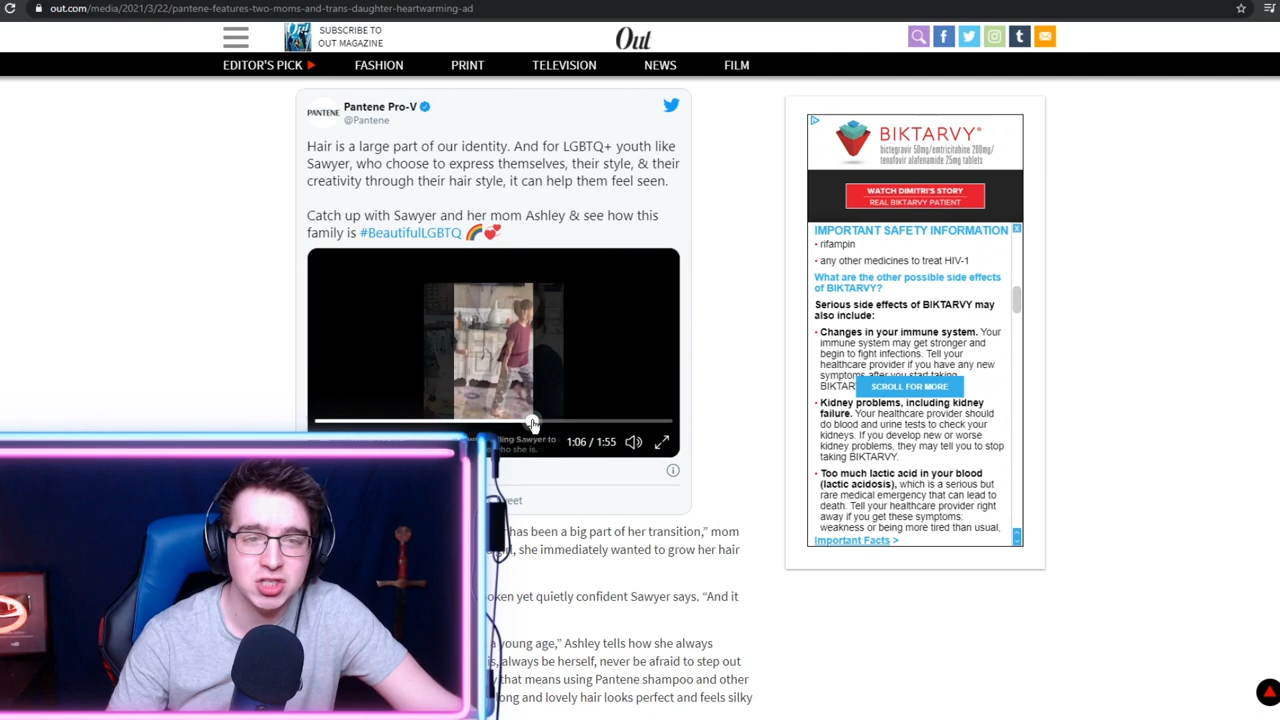 out.com/media/2021/3/22/pantene-features-two-moms-and-trans-daughter-heartwarming-ad
SUBSCRIBE TO
OUT MAGAZINE
Out
EDITOR'S PICK
FASHION
PRINT
TELEVISION
NEWS
FILM
PANTENE
Pantene Pro-V
@Pantene
Hair is a large part of our identity. And for LGBTQ+ youth like
Sawyer, who choose to express themselves, their style, & their
creativity through their hair style, it can help them feel seen.
Catch up with Sawyer and her mom Ashley & see how this
family is #BeautifulLGBTQ 🌈💞
ling Sawyer to
who she is.
1:06 / 1:55
has been a big part of her transition," mom
she immediately wanted to grow her hair
yet quietly confident Sawyer says. "And it
a young age," Ashley tells how she always
always be herself, never be afraid to step out
that means using Pantene shampoo and other
and lovely hair looks perfect and feels silky
BIKTARVY®
bictegravir 50mg/emtricitabine 200mg/
tenofovir alafenamide 25mg tablets
WATCH DIMITRI'S STORY
REAL BIKTARVY PATIENT
IMPORTANT SAFETY INFORMATION
• rifampin
• any other medicines to treat HIV-1
What are the other possible side effects
of BIKTARVY?
Serious side effects of BIKTARVY may
also include:
• Changes in your immune system. Your
immune system may get stronger and
begin to fight infections. Tell your
healthcare provider if you have any new
symptoms after you start taking
BIKTAR
SCROLL FOR MORE
• Kidney problems, including kidney
failure. Your healthcare provider should
do blood and urine tests to check your
kidneys. If you develop new or worse
kidney problems, they may tell you to stop
taking BIKTARVY.
• Too much lactic acid in your blood
(lactic acidosis), which is a serious but
rare medical emergency that can lead to
death. Tell your healthcare provider right
away if you get these symptoms:
weakness or being more tired than usual,
Important Facts >